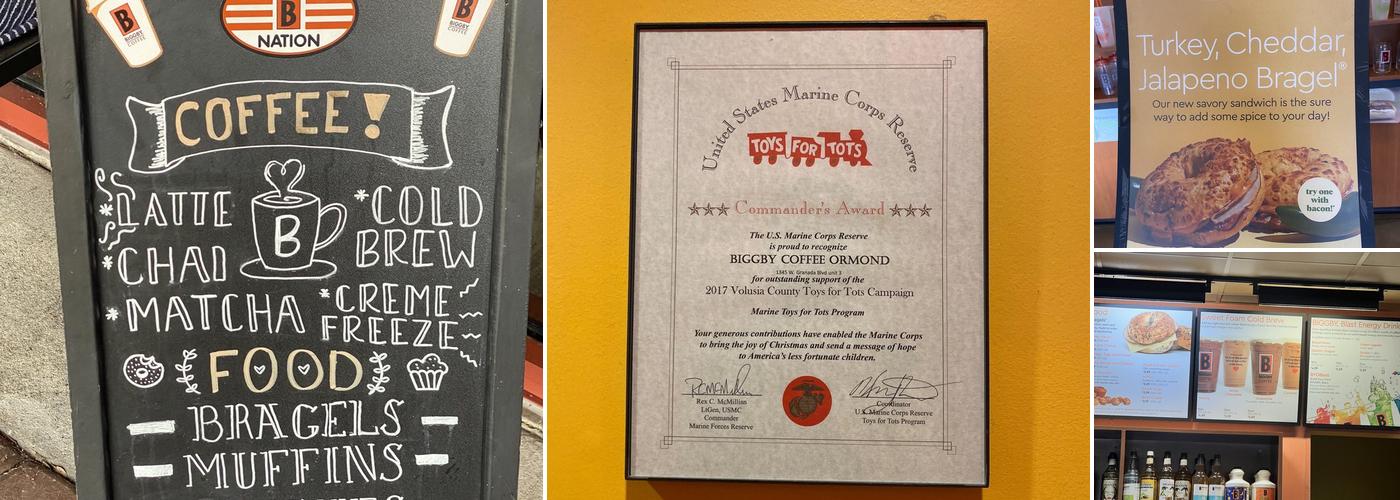 B
BIGGBY
COFFEE
B
NATION
B
BIGGBY
COFFEE
COFFEE!
*LATTE
B
*COLD
BREW
*CHAI
*MATCHA
*CREME
FREEZE
FOOD
BRAGELS
MUFFINS
United States Marine Corps Reserve
TOYS FOR TOTS
Commander's Award
The U.S. Marine Corps Reserve
is proud to recognize
BIGGBY COFFEE ORMOND
1345 W. Granada Blvd unit 3
for outstanding support of the
2017 Volusia County Toys for Tots Campaign
Marine Toys for Tots Program
Your generous contributions have enabled the Marine Corps
to bring the joy of Christmas and send a message of hope
to America's less fortunate children.
Rex C. McMillian
LtGen, USMC
Commander
Marine Forces Reserve
Coordinator
U.S. Marine Corps Reserve
Toys for Tots Program
Turkey, Cheddar,
Jalapeno Bragel®
Our new savory sandwich is the sure
way to add some spice to your day!
try one
with
bacon!
Sweet Foam Cold Brew
BIGGBY Blast Energy Drink
B
B
B
B